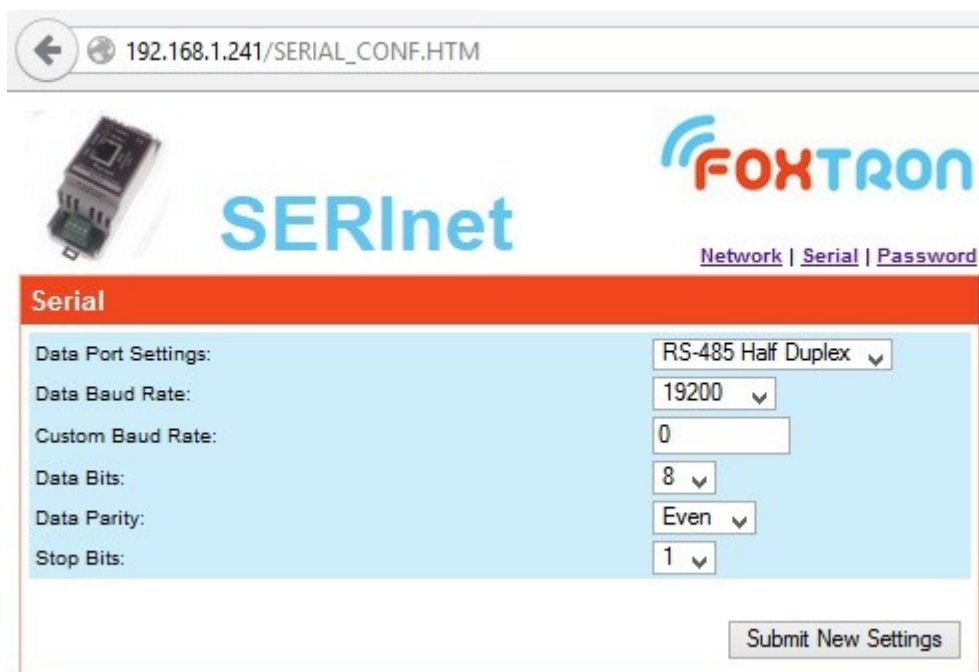 192.168.1.241/SERIAL_CONF.HTM
FOXTRON
SERInet
Network | Serial | Password
Serial
Data Port Settings: RS-485 Half Duplex
Data Baud Rate: 19200
Custom Baud Rate: 0
Data Bits: 8
Data Parity: Even
Stop Bits: 1
Submit New Settings